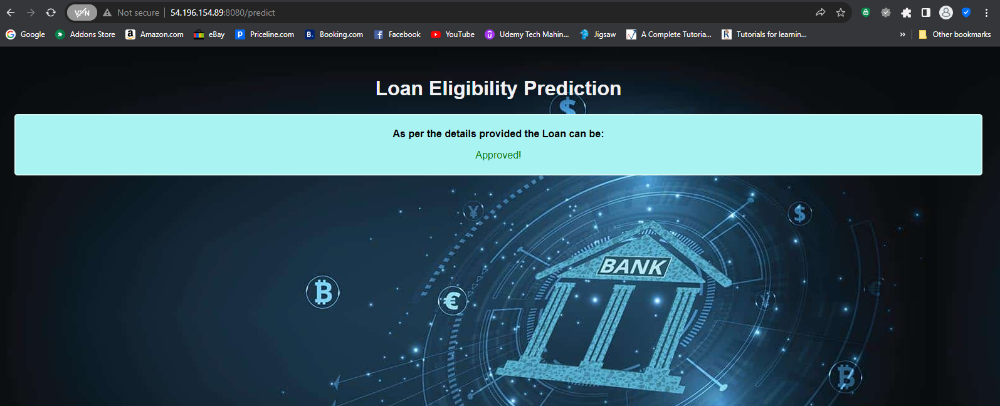 VPN Not secure 54.196.154.89:8080/predict
Google Addons Store Amazon.com eBay Priceline.com Booking.com Facebook YouTube Udemy Tech Mahin... Jigsaw A Complete Tutoria... Tutorials for learnin... » Other bookmarks
Loan Eligibility Prediction
$
As per the details provided the Loan can be:
Approved!
¥
$
BANK
₿
€
¥
€
₿